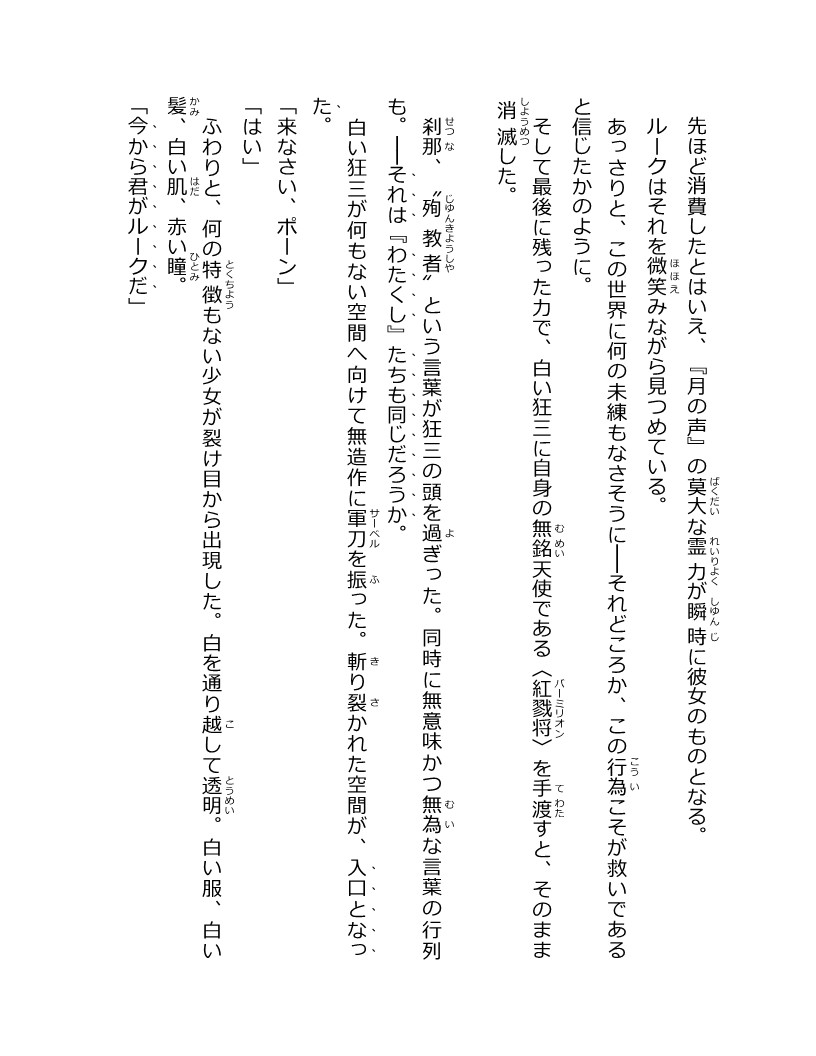 先ほど消費したとはいえ、『月の声』の莫大な霊力が瞬時に彼女のものとなる。
ルークはそれを微笑みながら見つめている。
あっさりと、この世界に何の未練もなさそうに──それどころか、この行為こそが救いである
と信じたかのように。
そして最後に残った力で、白い狂三に自身の無銘天使である〈紅戮将〉を手渡すと、そのまま
消滅した。
刹那、〝殉教者〟という言葉が狂三の頭を過ぎった。同時に無意味かつ無為な言葉の行列
も。──それは『わたくし』たちも同じだろうか。
白い狂三が何もない空間へ向けて無造作に軍刀を振った。斬り裂かれた空間が、入口となっ
た。
「来なさい、ポーン」
「はい」
ふわりと、何の特徴もない少女が裂け目から出現した。白を通り越して透明。白い服、白い
髪、白い肌、赤い瞳。
「今から君がルークだ」